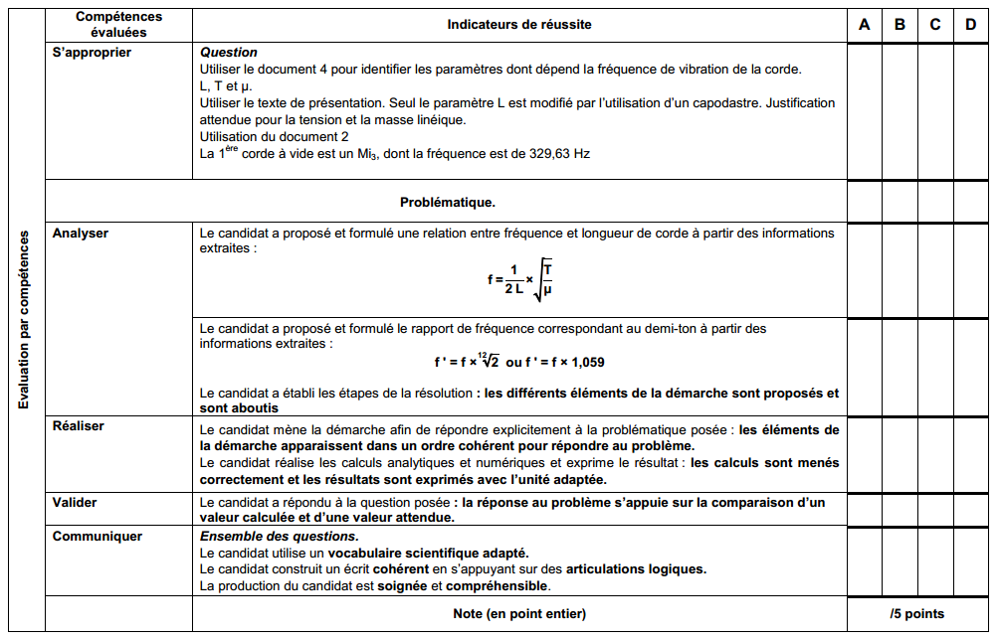 Compétences évaluées
Indicateurs de réussite
A B C D
Evaluation par compétences
S'approprier
Question
Utiliser le document 4 pour identifier les paramètres dont dépend la fréquence de vibration de la corde.
L, T et µ.
Utiliser le texte de présentation. Seul le paramètre L est modifié par l'utilisation d'un capodastre. Justification
attendue pour la tension et la masse linéique.
Utilisation du document 2
La 1ère corde à vide est un Mi3, dont la fréquence est de 329,63 Hz
Problématique.
Analyser
Le candidat a proposé et formulé une relation entre fréquence et longueur de corde à partir des informations
extraites :
f = 1 / 2 L × √ T / µ
Le candidat a proposé et formulé le rapport de fréquence correspondant au demi-ton à partir des
informations extraites :
f ' = f × 12√2 ou f ' = f × 1,059
Le candidat a établi les étapes de la résolution : les différents éléments de la démarche sont proposés et
sont aboutis
Réaliser
Le candidat mène la démarche afin de répondre explicitement à la problématique posée : les éléments de
la démarche apparaissent dans un ordre cohérent pour répondre au problème.
Le candidat réalise les calculs analytiques et numériques et exprime le résultat : les calculs sont menés
correctement et les résultats sont exprimés avec l'unité adaptée.
Valider
Le candidat a répondu à la question posée : la réponse au problème s'appuie sur la comparaison d'un
valeur calculée et d'une valeur attendue.
Communiquer
Ensemble des questions.
Le candidat utilise un vocabulaire scientifique adapté.
Le candidat construit un écrit cohérent en s'appuyant sur des articulations logiques.
La production du candidat est soignée et compréhensible.
Note (en point entier)
/5 points